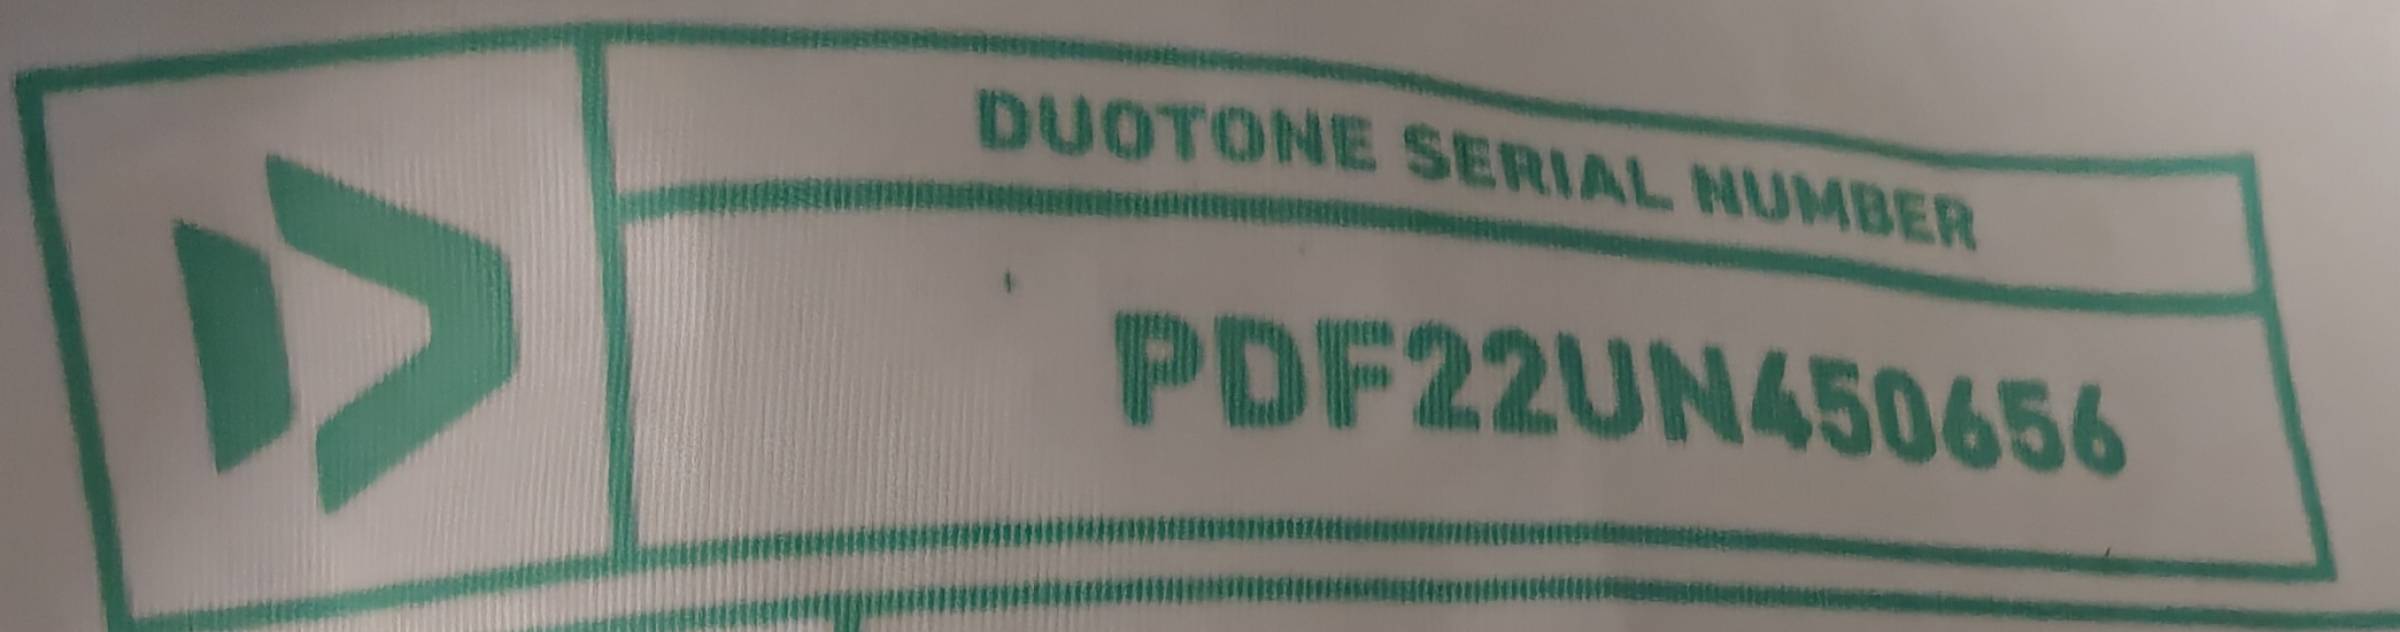 DUOTONE SERIAL NUMBER
PDF22UN450656